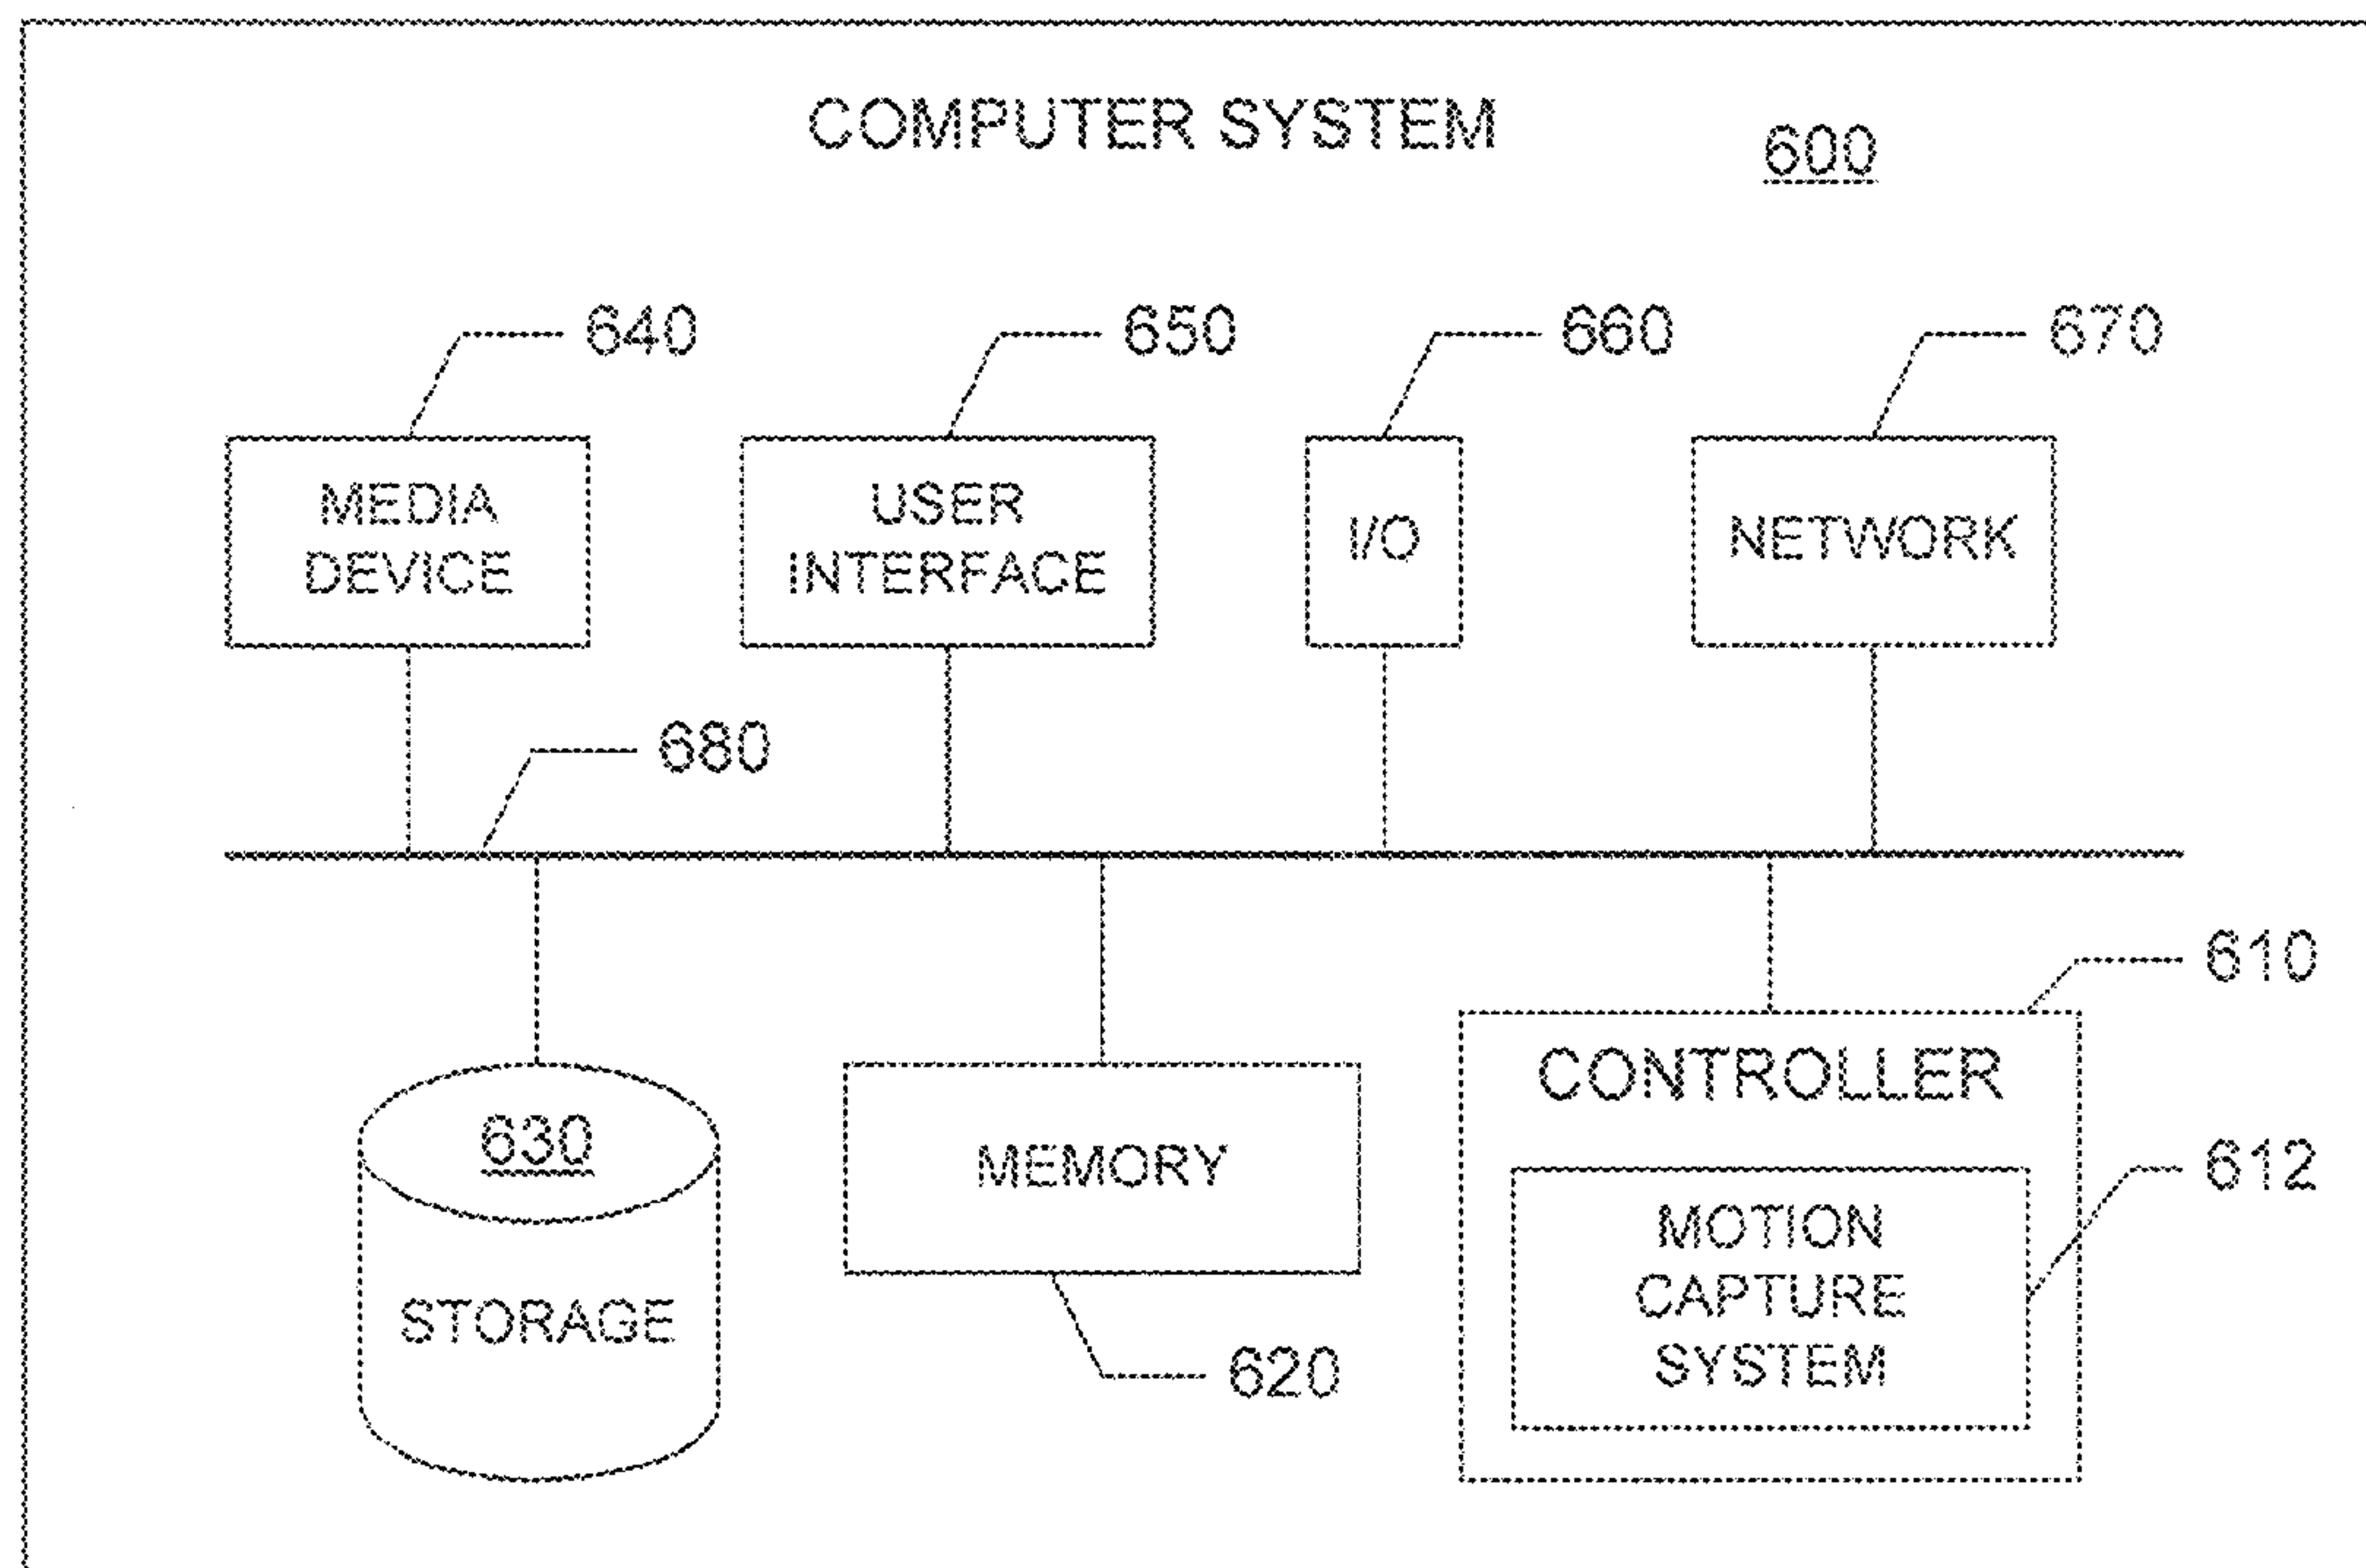 COMPUTER SYSTEM
600
640
650
660
670
MEDIA
DEVICE
USER
INTERFACE
I/O
NETWORK
680
610
CONTROLLER
630
STORAGE
MEMORY
620
612
MOTION
CAPTURE
SYSTEM